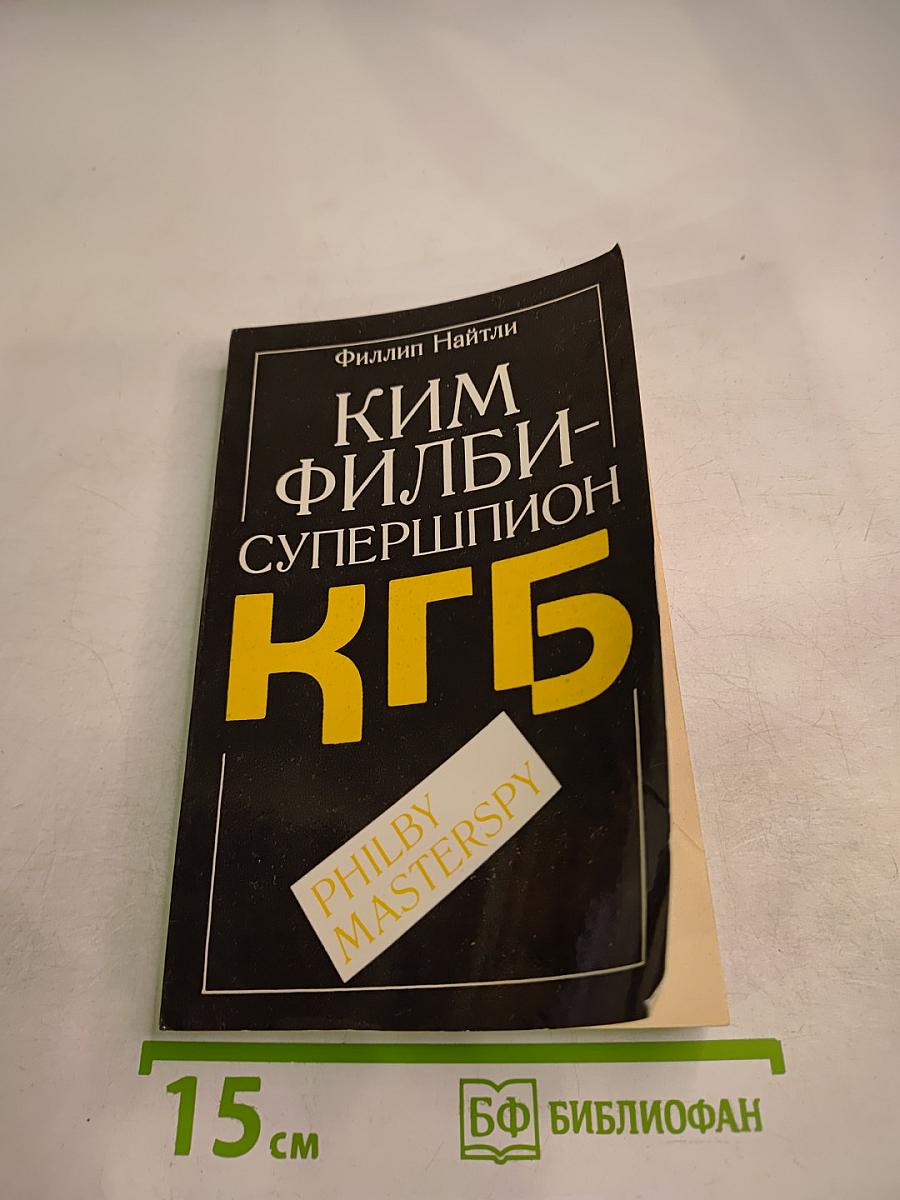 Филлип Найтли
КИМ
ФИЛБИ-
СУПЕРШПИОН
КГБ
PHILBY
MASTERSPY
15 см
БФ БИБЛИОФАН